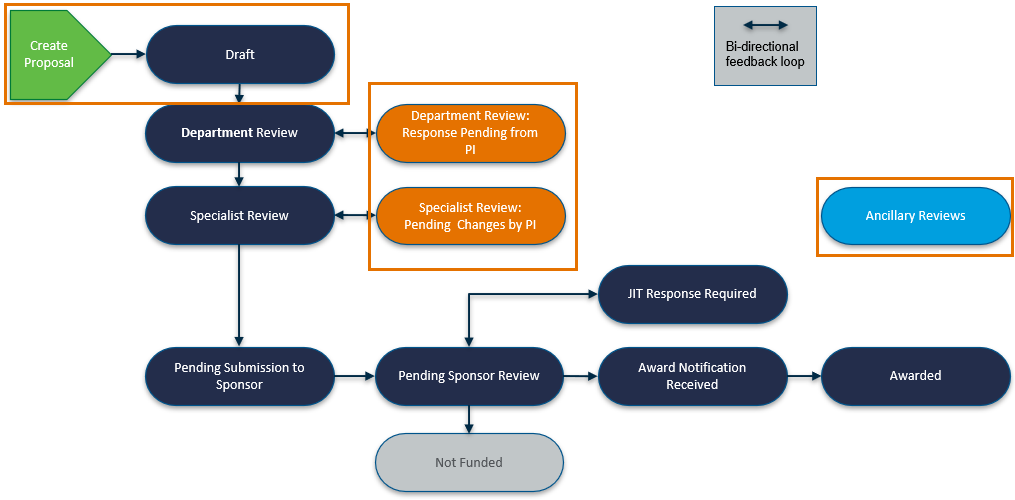 Create
Proposal
Draft
Bi-directional
feedback loop
Department Review
Department Review:
Response Pending from
PI
Specialist Review
Specialist Review:
Pending Changes by PI
Ancillary Reviews
JIT Response Required
Pending Submission to
Sponsor
Pending Sponsor Review
Award Notification
Received
Awarded
Not Funded